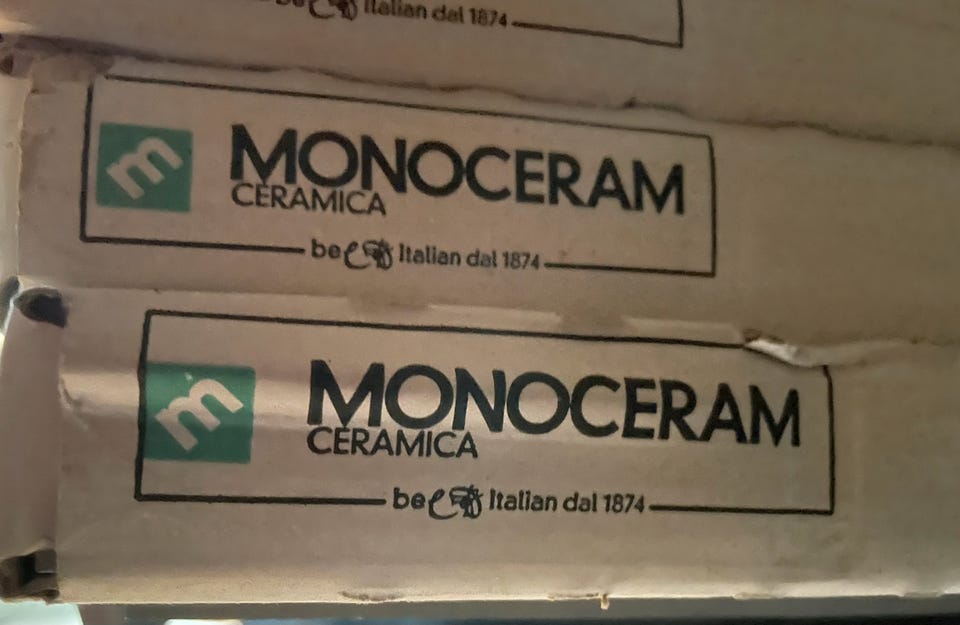 Italian dal 1874
m
MONOCERAM
CERAMICA
be Italian dal 1874
m
MONOCERAM
CERAMICA
be Italian dal 1874